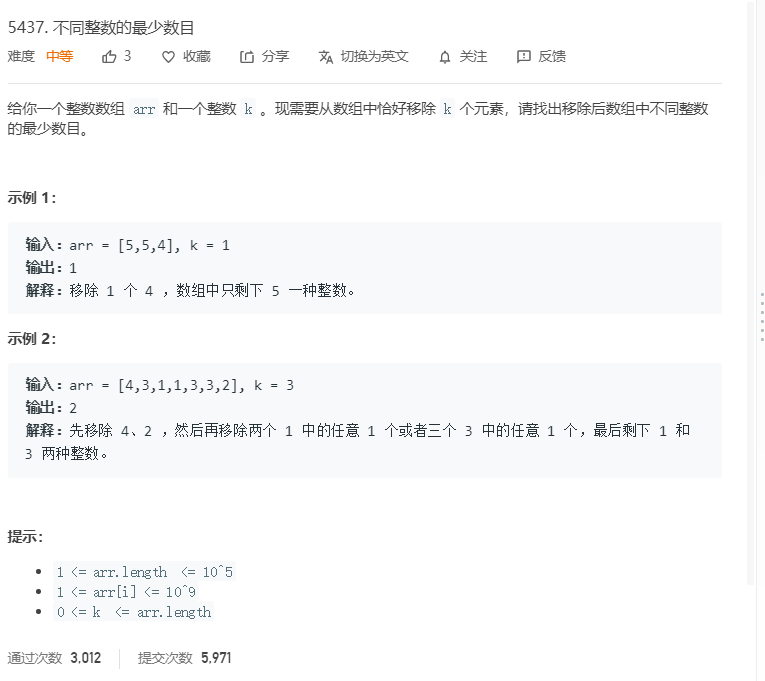 5437. 不同整数的最少数目
难度 中等 3 收藏 分享 切换为英文 关注 反馈
给你一个整数数组 arr 和一个整数 k 。现需要从数组中恰好移除 k 个元素，请找出移除后数组中不同整数
的最少数目。
示例 1：
输入：arr = [5,5,4], k = 1
输出：1
解释：移除 1 个 4 ，数组中只剩下 5 一种整数。
示例 2：
输入：arr = [4,3,1,1,3,3,2], k = 3
输出：2
解释：先移除 4、2 ，然后再移除两个 1 中的任意 1 个或者三个 3 中的任意 1 个，最后剩下 1 和
3 两种整数。
提示：
1 <= arr.length <= 10^5
1 <= arr[i] <= 10^9
0 <= k <= arr.length
通过次数 3,012 提交次数 5,971